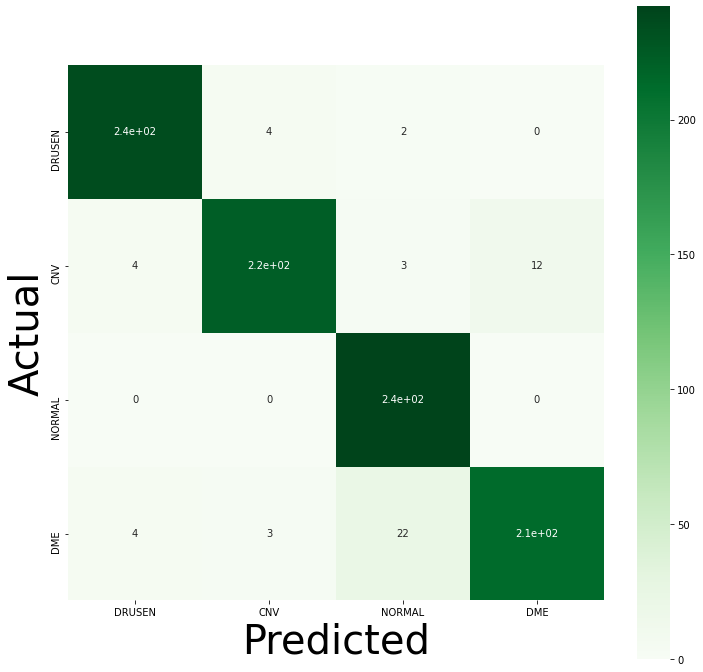 DRUSEN 2.4e+02 4 2 0
CNV 4 2.2e+02 3 12
NORMAL 0 0 2.4e+02 0
DME 4 3 22 2.1e+02
DRUSEN CNV NORMAL DME
Actual
Predicted
200
150
100
50
0